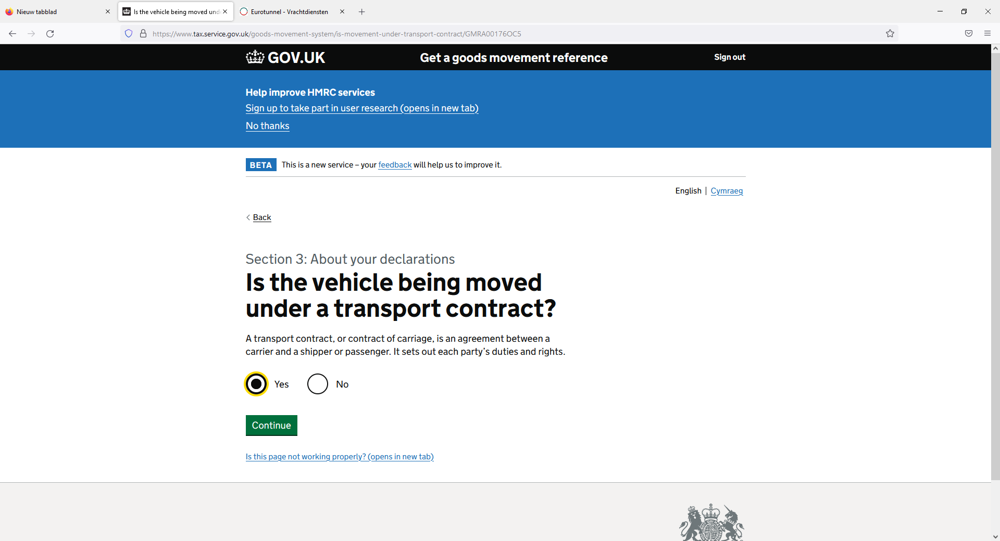 Nieuw tabblad
Is the vehicle being moved und
Eurotunnel - Vrachtdiensten
https://www.tax.service.gov.uk/goods-movement-system/is-movement-under-transport-contract/GMRA00176OC5
GOV.UK
Get a goods movement reference
Sign out
Help improve HMRC services
Sign up to take part in user research (opens in new tab)
No thanks
BETA
This is a new service – your feedback will help us to improve it.
English
Cymraeg
Back
Section 3: About your declarations
Is the vehicle being moved
under a transport contract?
A transport contract, or contract of carriage, is an agreement between a
carrier and a shipper or passenger. It sets out each party’s duties and rights.
Yes
No
Continue
Is this page not working properly? (opens in new tab)